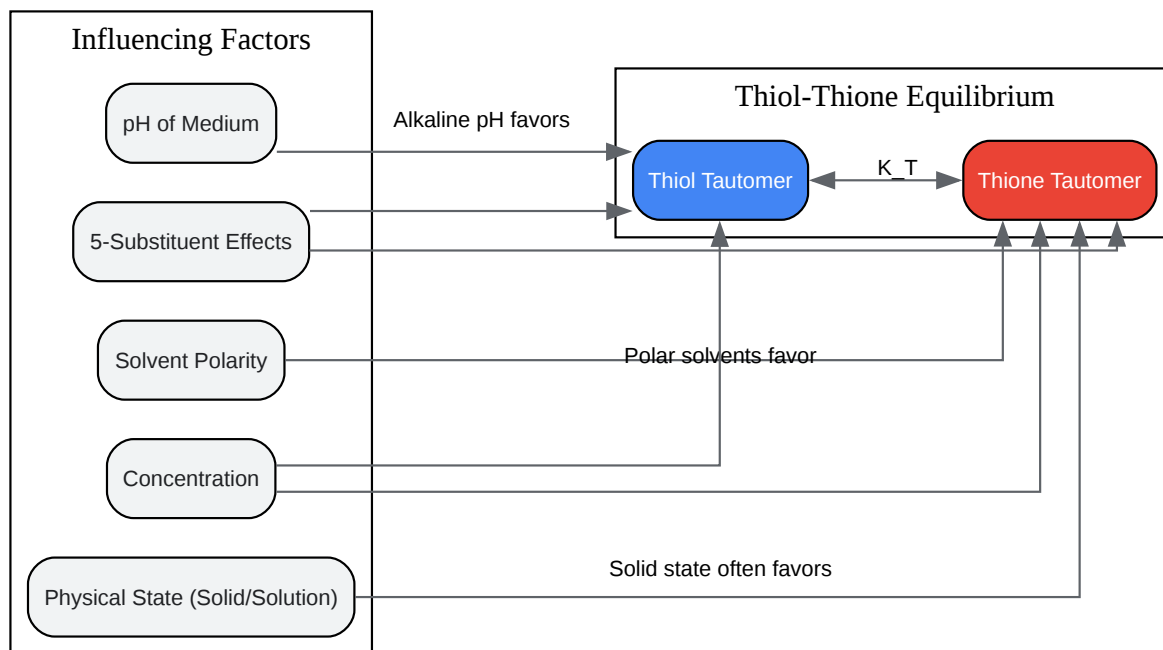 Influencing Factors
pH of Medium
5-Substituent Effects
Solvent Polarity
Concentration
Physical State (Solid/Solution)
Alkaline pH favors
Polar solvents favor
Solid state often favors
Thiol-Thione Equilibrium
Thiol Tautomer
K_T
Thione Tautomer